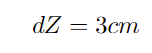 dZ = 3cm